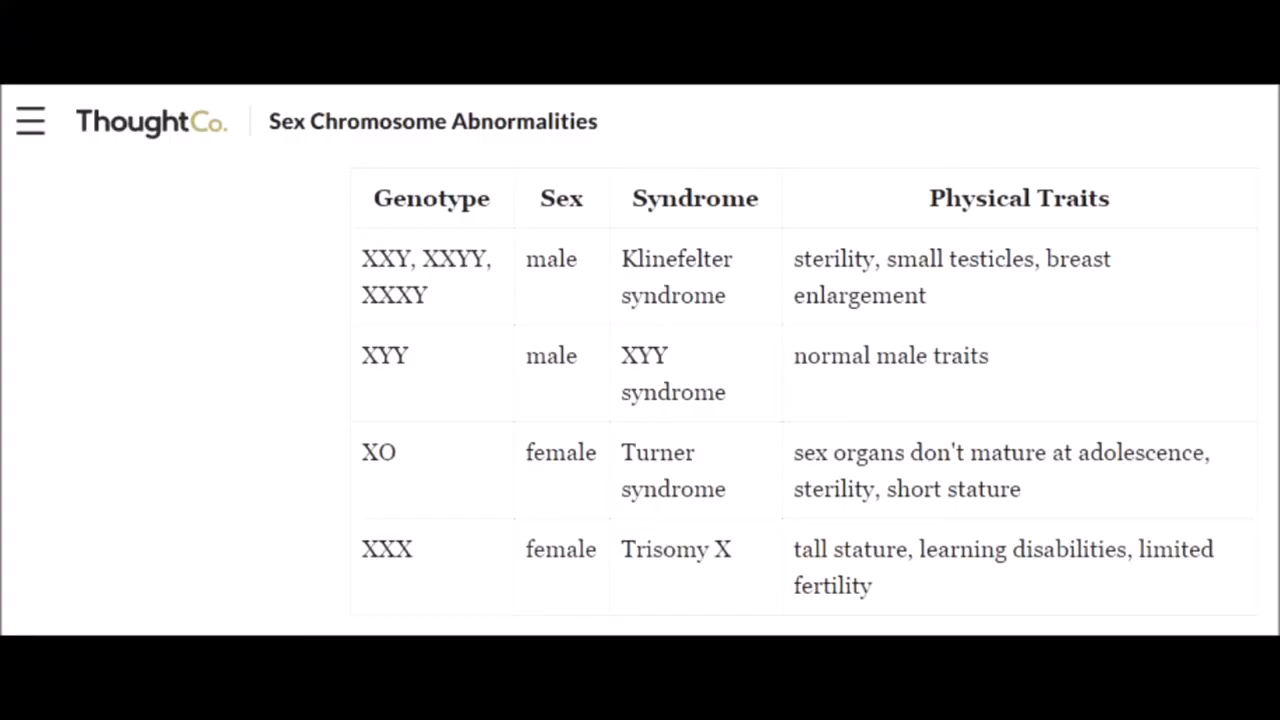 ThoughtCo. Sex Chromosome Abnormalities
Genotype Sex Syndrome Physical Traits
XXY, XXYY, male Klinefelter sterility, small testicles, breast
XXXY syndrome enlargement
XYY male XYY normal male traits
syndrome
XO female Turner sex organs don't mature at adolescence,
syndrome sterility, short stature
XXX female Trisomy X tall stature, learning disabilities, limited
fertility